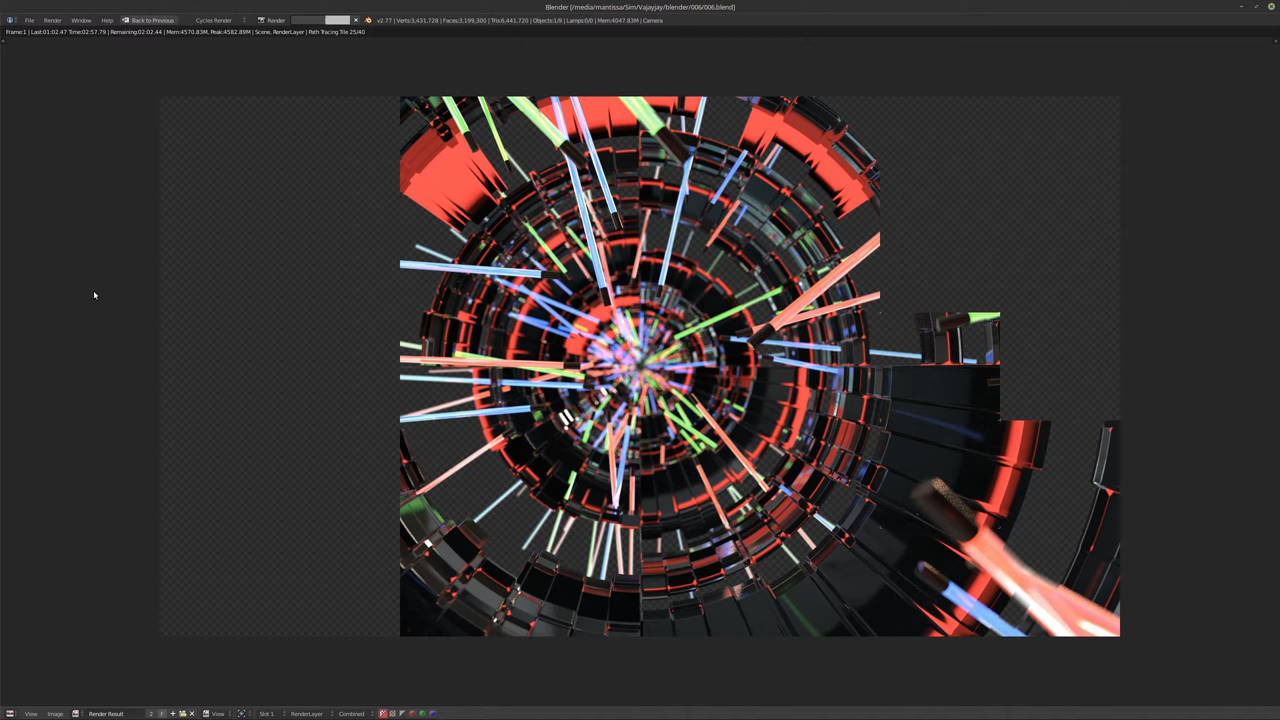 Blender [/media/mantissa/Sim/Vajayjay/blender/006/006.blend]
File Render Window Help Back to Previous Cycles Render Render v2.77 | Verts:3,431,728 | Faces:3,199,300 | Tris:6,441,720 | Objects:1/9 | Lamps:0/0 | Mem:4047.83M | Camera
Frame:1 | Last:01:02.47 Time:02:57.79 | Remaining:02:02.44 | Mem:4570.83M, Peak:4582.89M | Scene, RenderLayer | Path Tracing Tile 25/40
View Image Render Result 2 F View Slot 1 RenderLayer Combined